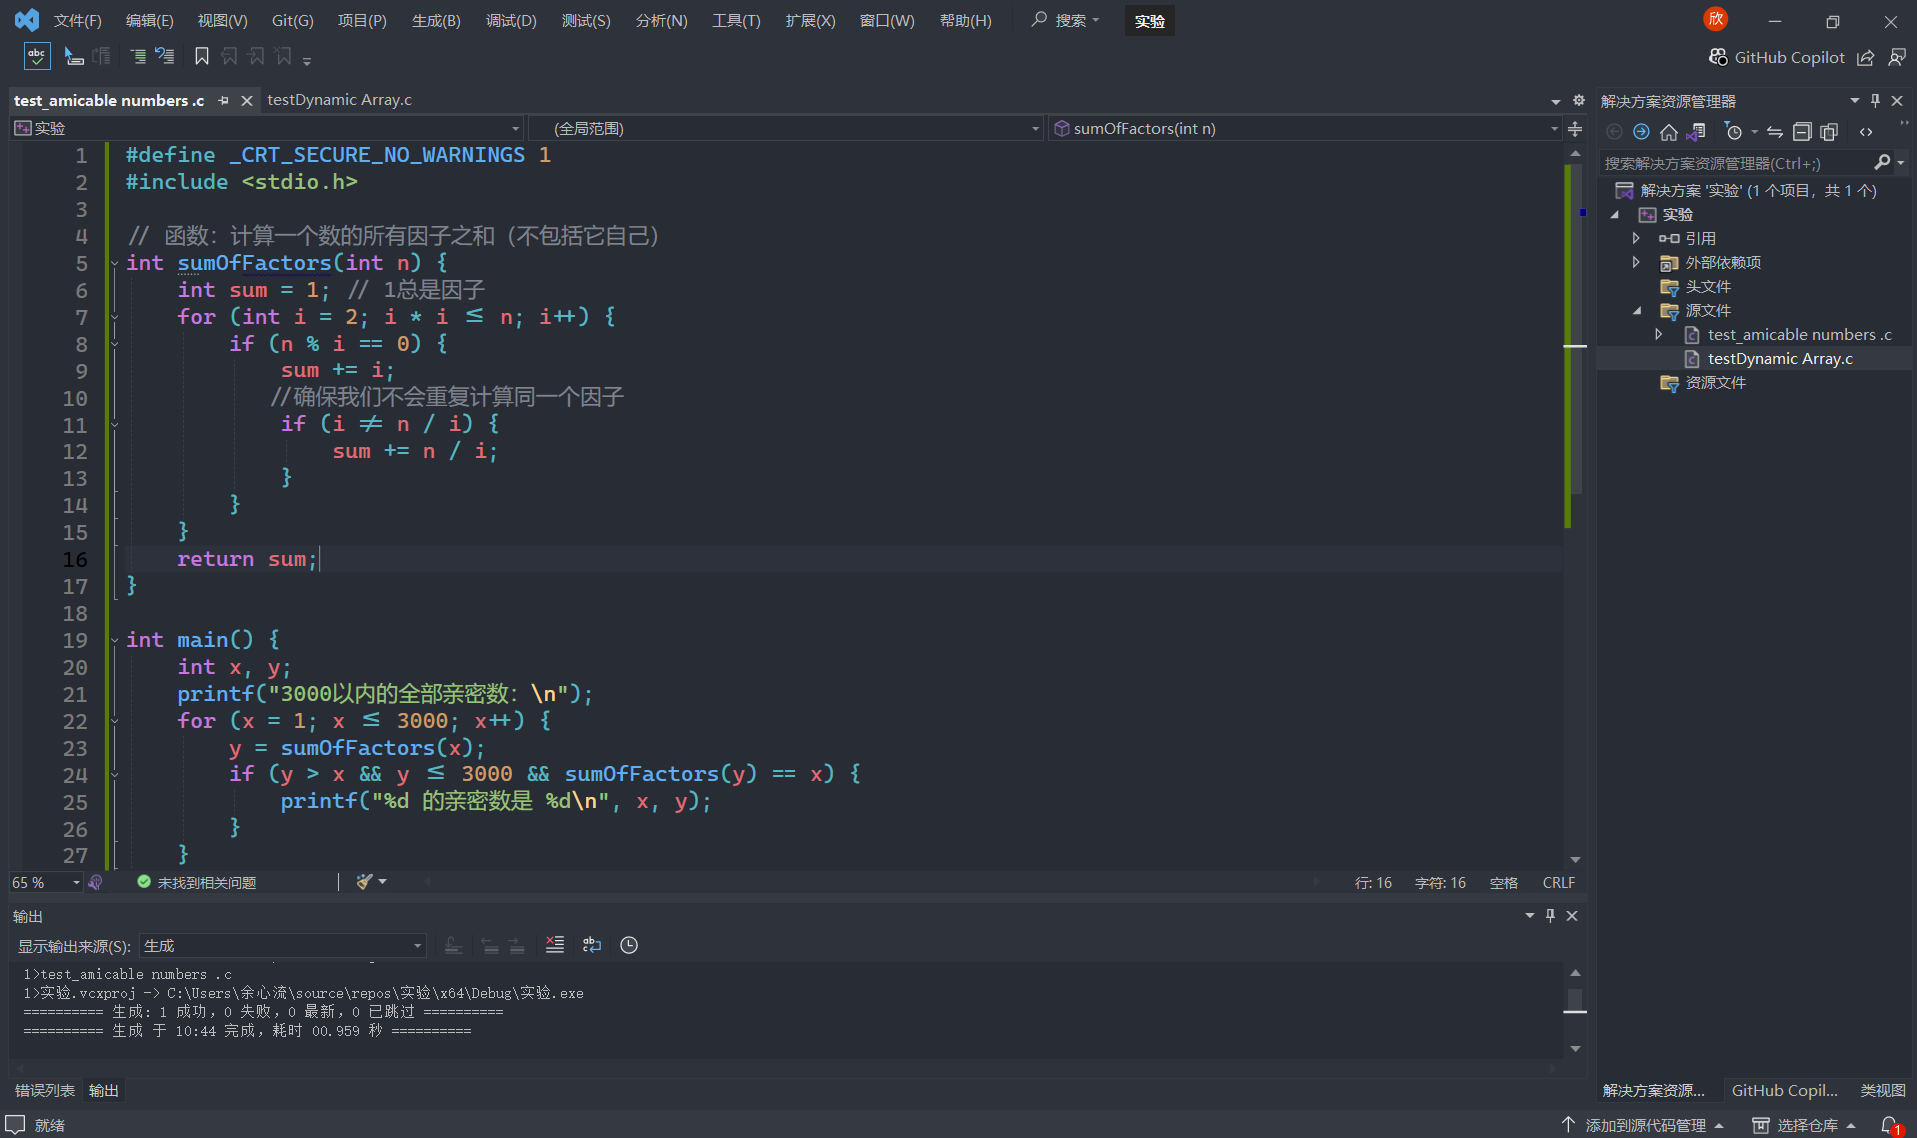 文件(F) 编辑(E) 视图(V) Git(G) 项目(P) 生成(B) 调试(D) 测试(S) 分析(N) 工具(T) 扩展(X) 窗口(W) 帮助(H) 搜索 实验 欣
abc GitHub Copilot
test_amicable numbers .c testDynamic Array.c
实验 (全局范围) sumOfFactors(int n)
1 #define _CRT_SECURE_NO_WARNINGS 1
2 #include <stdio.h>
3
4 // 函数：计算一个数的所有因子之和（不包括它自己）
5 int sumOfFactors(int n) {
6 int sum = 1; // 1总是因子
7 for (int i = 2; i * i ≤ n; i++) {
8 if (n % i == 0) {
9 sum += i;
10 //确保我们不会重复计算同一个因子
11 if (i ≠ n / i) {
12 sum += n / i;
13 }
14 }
15 }
16 return sum;
17 }
18
19 int main() {
20 int x, y;
21 printf("3000以内的全部亲密数：\n");
22 for (x = 1; x ≤ 3000; x++) {
23 y = sumOfFactors(x);
24 if (y > x && y ≤ 3000 && sumOfFactors(y) == x) {
25 printf("%d 的亲密数是 %d\n", x, y);
26 }
27 }
65 % 未找到相关问题 行: 16 字符: 16 空格 CRLF
输出
显示输出来源(S): 生成
1>test_amicable numbers .c
1>实验.vcxproj -> C:\Users\余心流\source\repos\实验\x64\Debug\实验.exe
========== 生成: 1 成功，0 失败，0 最新，0 已跳过 ==========
========== 生成 于 10:44 完成，耗时 00.959 秒 ==========
错误列表 输出
解决方案资源管理器
搜索解决方案资源管理器(Ctrl+;)
解决方案 '实验' (1 个项目，共 1 个)
实验
引用
外部依赖项
头文件
源文件
test_amicable numbers .c
testDynamic Array.c
资源文件
解决方案资源... GitHub Copil... 类视图
就绪 添加到源代码管理 选择仓库 1